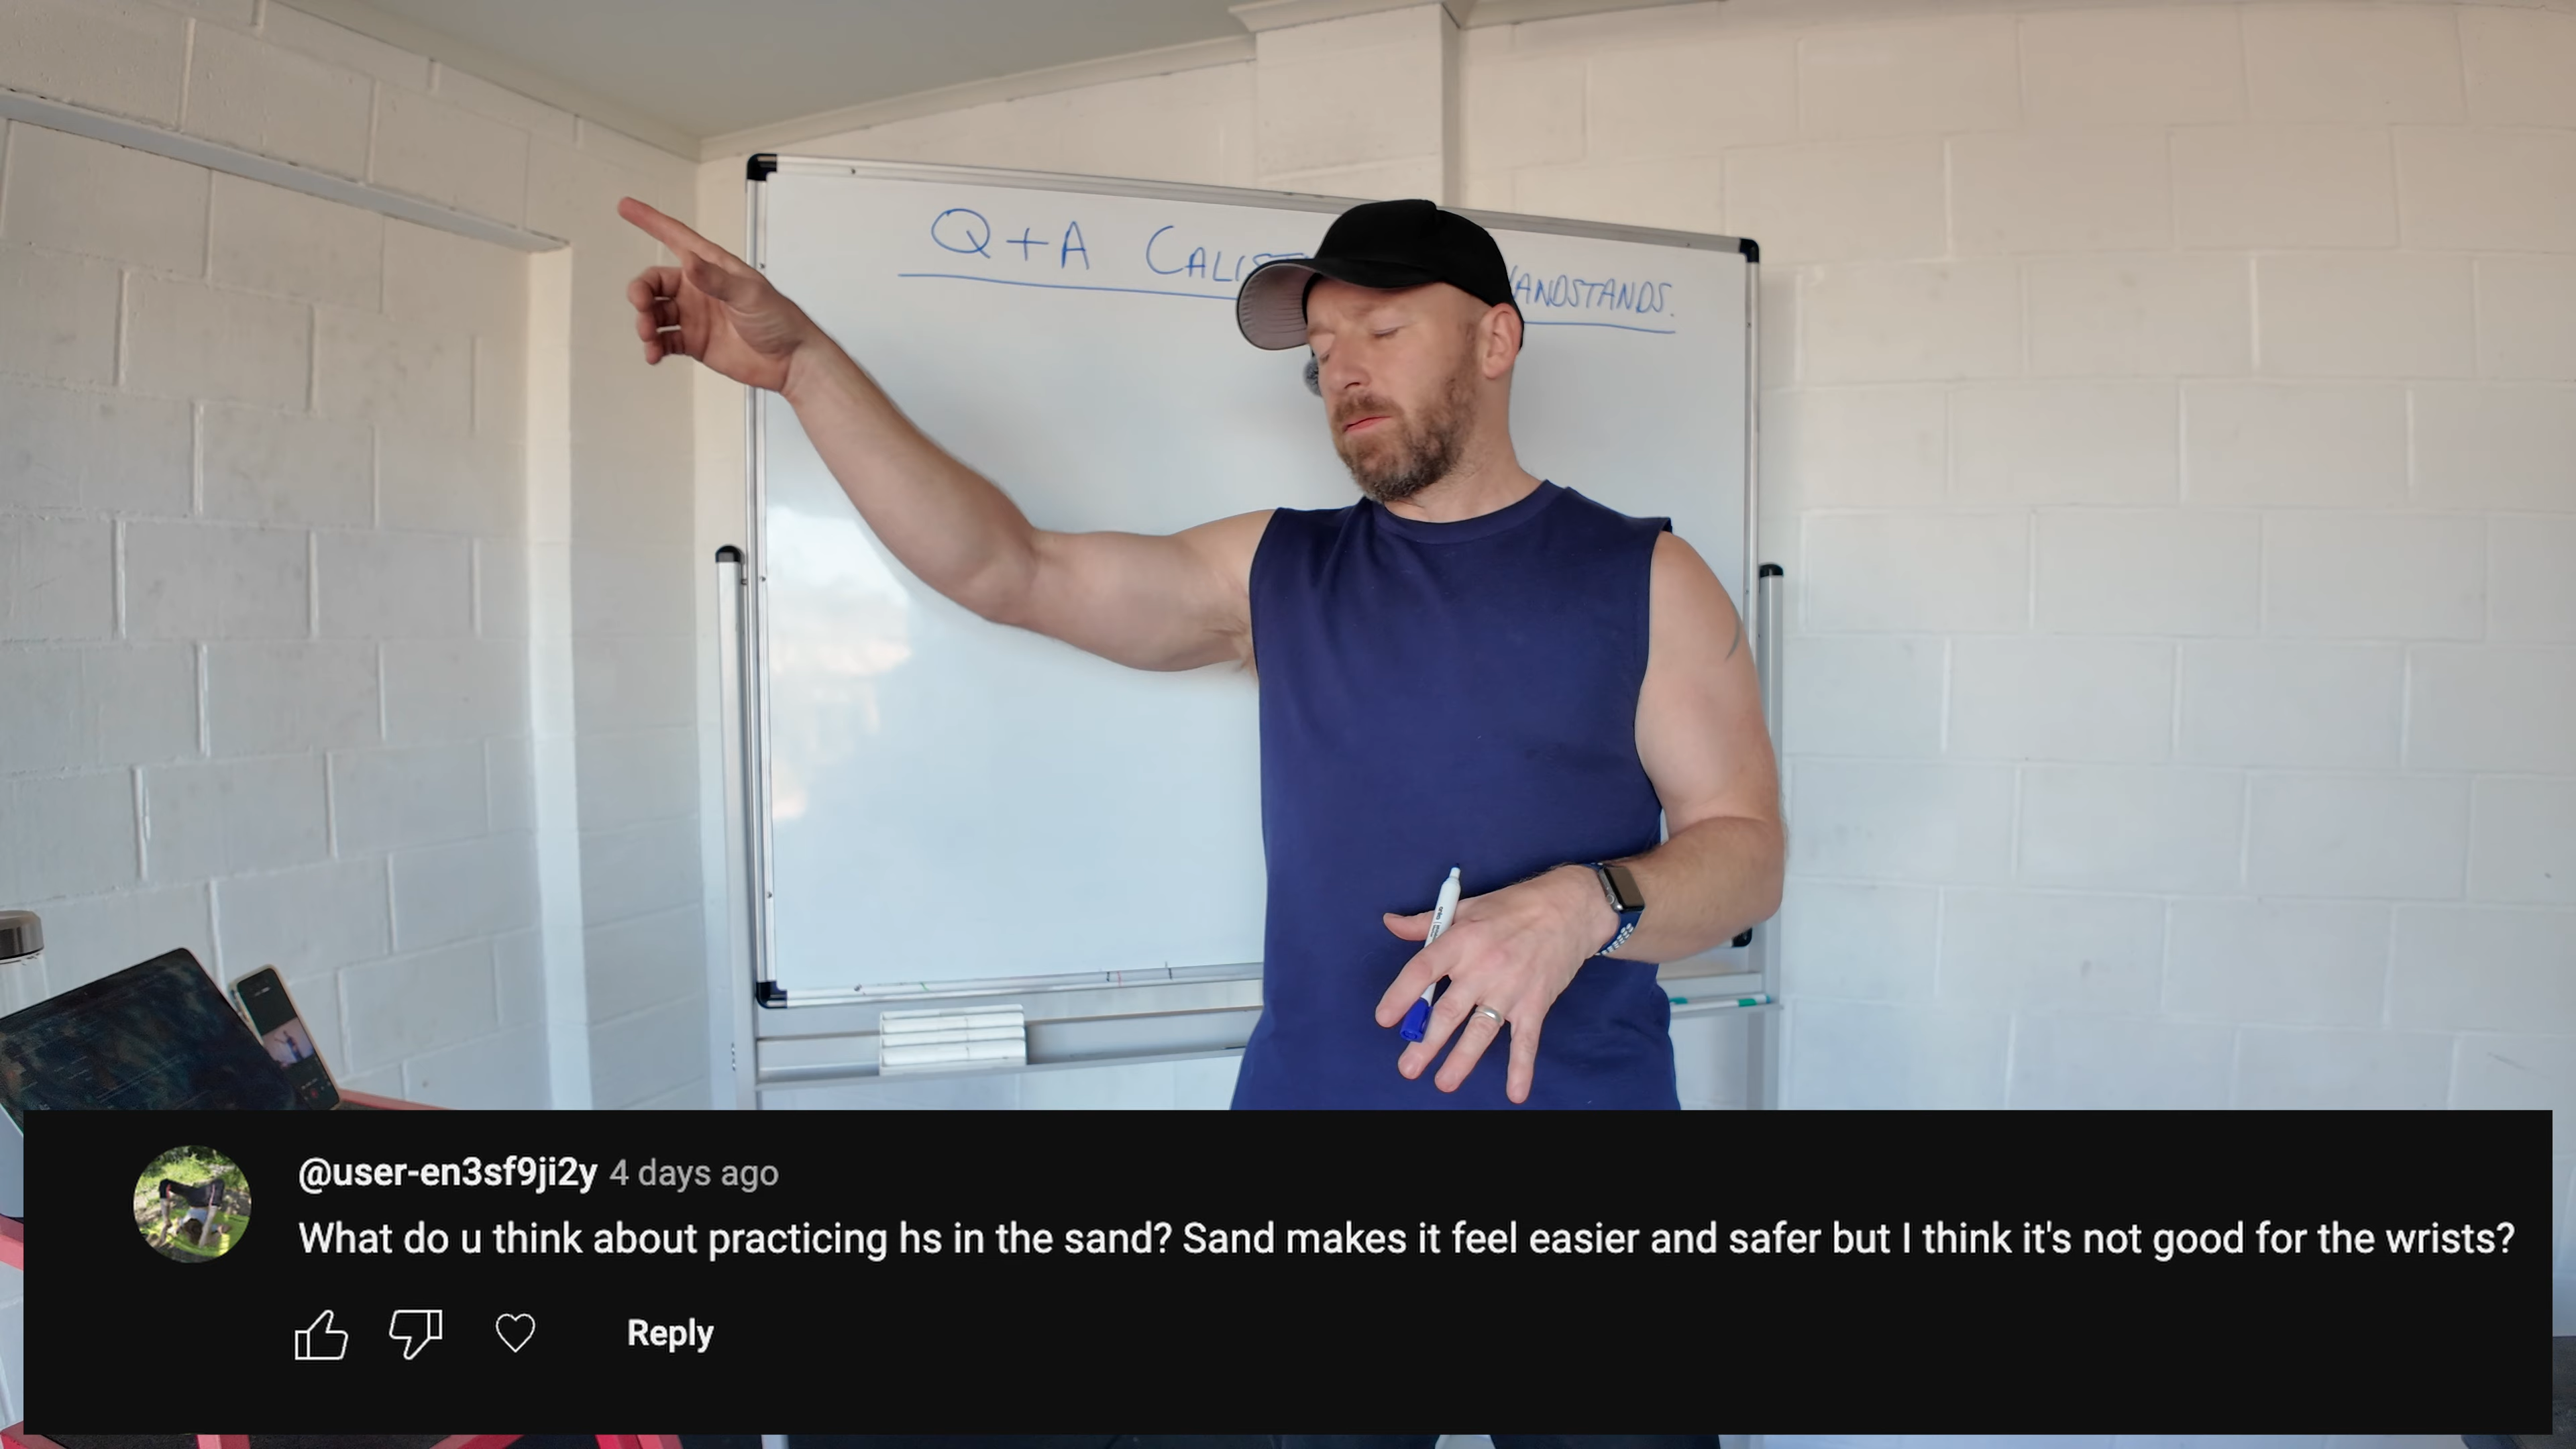 Q+A CALIS ANDSTANDS.
@user-en3sf9ji2y 4 days ago
What do u think about practicing hs in the sand? Sand makes it feel easier and safer but I think it's not good for the wrists?
Reply